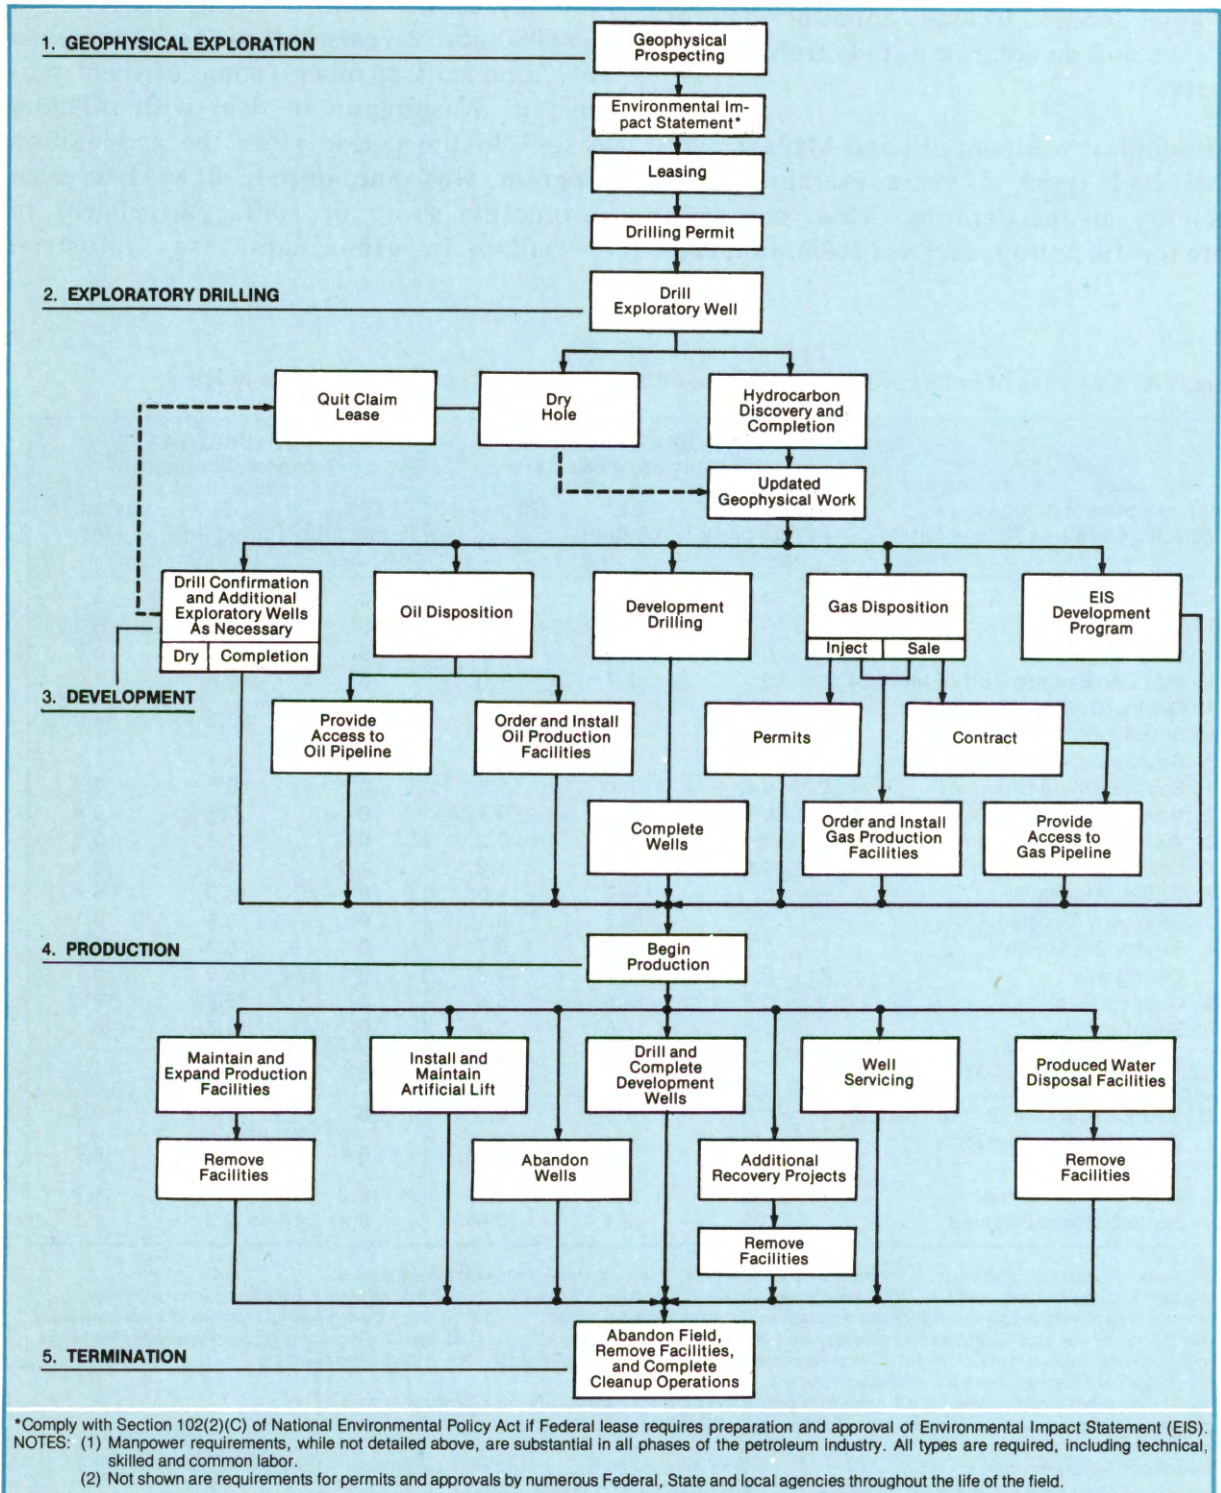 1. GEOPHYSICAL EXPLORATION
Geophysical
Prospecting
Environmental Im-
pact Statement*
Leasing
Drilling Permit
2. EXPLORATORY DRILLING
Drill
Exploratory Well
Quit Claim
Lease
Dry
Hole
Hydrocarbon
Discovery and
Completion
Updated
Geophysical Work
Drill Confirmation
and Additional
Exploratory Wells
As Necessary
Dry
Completion
Oil Disposition
Development
Drilling
Gas Disposition
Inject
Sale
EIS
Development
Program
3. DEVELOPMENT
Provide
Access to
Oil Pipeline
Order and Install
Oil Production
Facilities
Permits
Contract
Complete
Wells
Order and Install
Gas Production
Facilities
Provide
Access to
Gas Pipeline
4. PRODUCTION
Begin
Production
Maintain and
Expand Production
Facilities
Install and
Maintain
Artificial Lift
Drill and
Complete
Development
Wells
Well
Servicing
Produced Water
Disposal Facilities
Remove
Facilities
Abandon
Wells
Additional
Recovery Projects
Remove
Facilities
Remove
Facilities
5. TERMINATION
Abandon Field,
Remove Facilities,
and Complete
Cleanup Operations
*Comply with Section 102(2)(C) of National Environmental Policy Act if Federal lease requires preparation and approval of Environmental Impact Statement (EIS).
NOTES: (1) Manpower requirements, while not detailed above, are substantial in all phases of the petroleum industry. All types are required, including technical,
skilled and common labor.
(2) Not shown are requirements for permits and approvals by numerous Federal, State and local agencies throughout the life of the field.